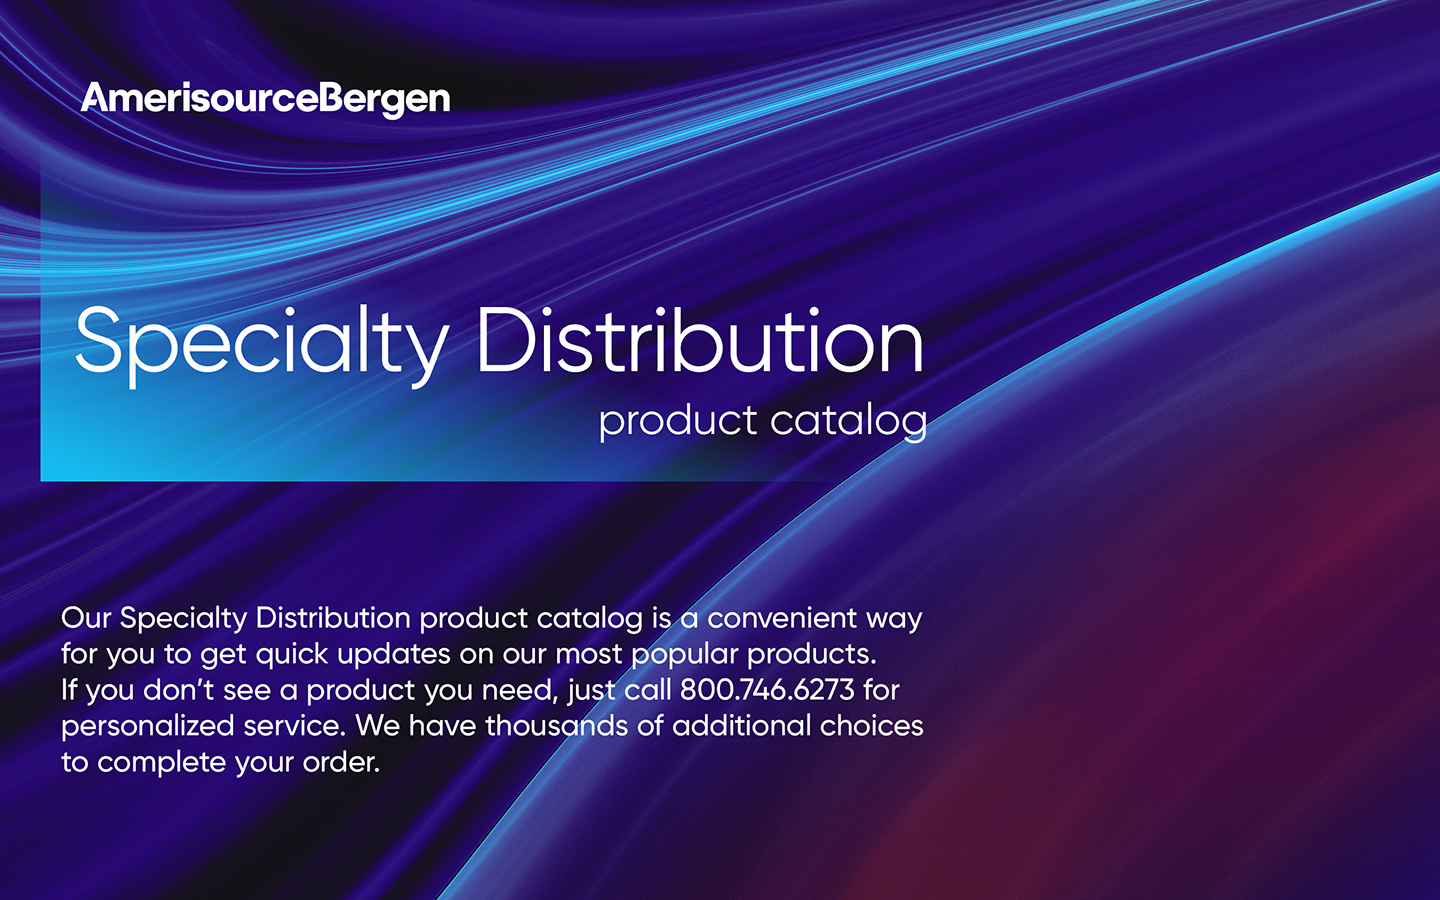 AmerisourceBergen
Specialty Distribution
product catalog
Our Specialty Distribution product catalog is a convenient way
for you to get quick updates on our most popular products.
If you don’t see a product you need, just call 800.746.6273 for
personalized service. We have thousands of additional choices
to complete your order.